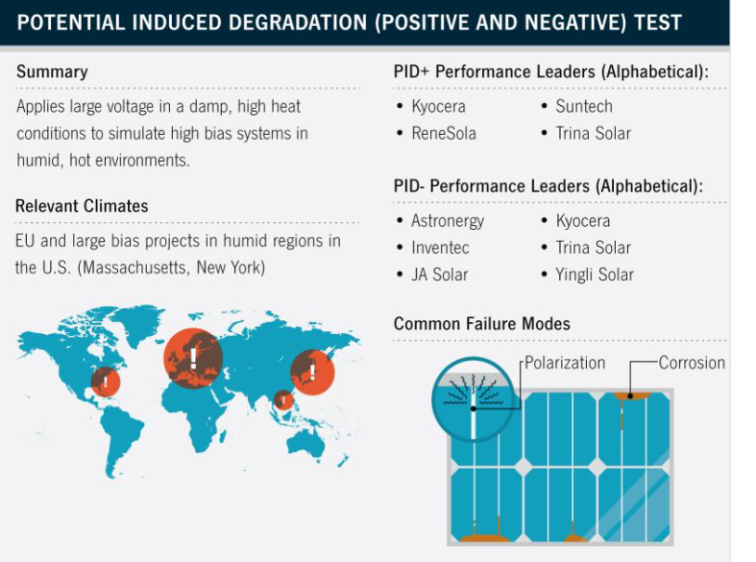 POTENTIAL INDUCED DEGRADATION (POSITIVE AND NEGATIVE) TEST
Summary
Applies large voltage in a damp, high heat
conditions to simulate high bias systems in
humid, hot environments.
Relevant Climates
EU and large bias projects in humid regions in
the U.S. (Massachusetts, New York)
!
!
!
!
PID+ Performance Leaders (Alphabetical):
• Kyocera
• ReneSola
• Suntech
• Trina Solar
PID- Performance Leaders (Alphabetical):
• Astronergy
• Inventec
• JA Solar
• Kyocera
• Trina Solar
• Yingli Solar
Common Failure Modes
Polarization
Corrosion